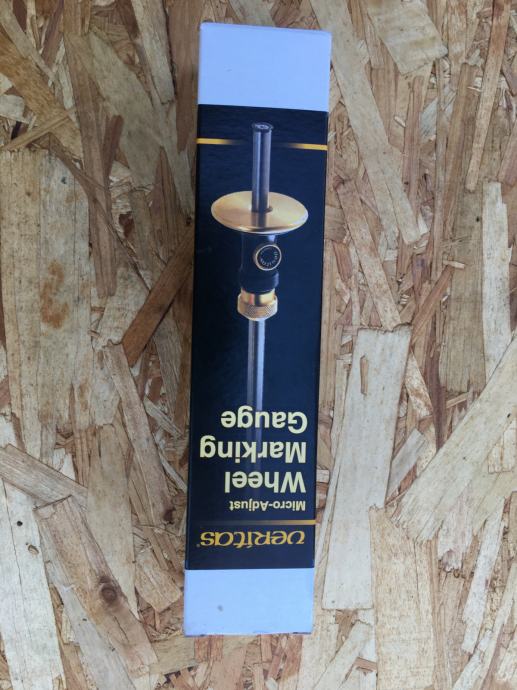 veritas®
Micro-Adjust
Wheel
Marking
Gauge